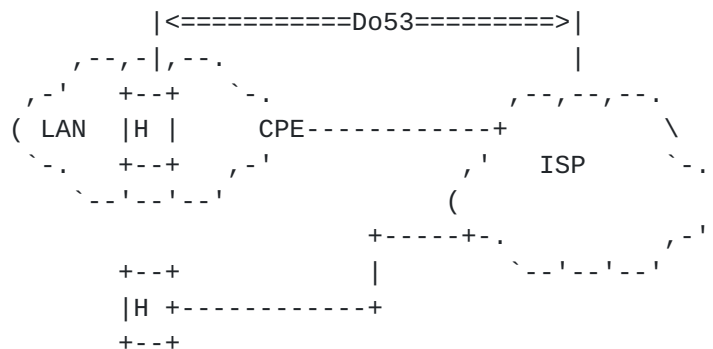 |<===========Do53=========>|
,--,-|,--.                    |
,-'   +--+   `-.              ,--,--,--.
( LAN  |H |     CPE------------+          \
`-.   +--+   ,-'            ,'   ISP     `-.
`--'--'--'               (
+-----+-.          ,-'
+--+               |        `--'--'--'
|H +------------+
+--+